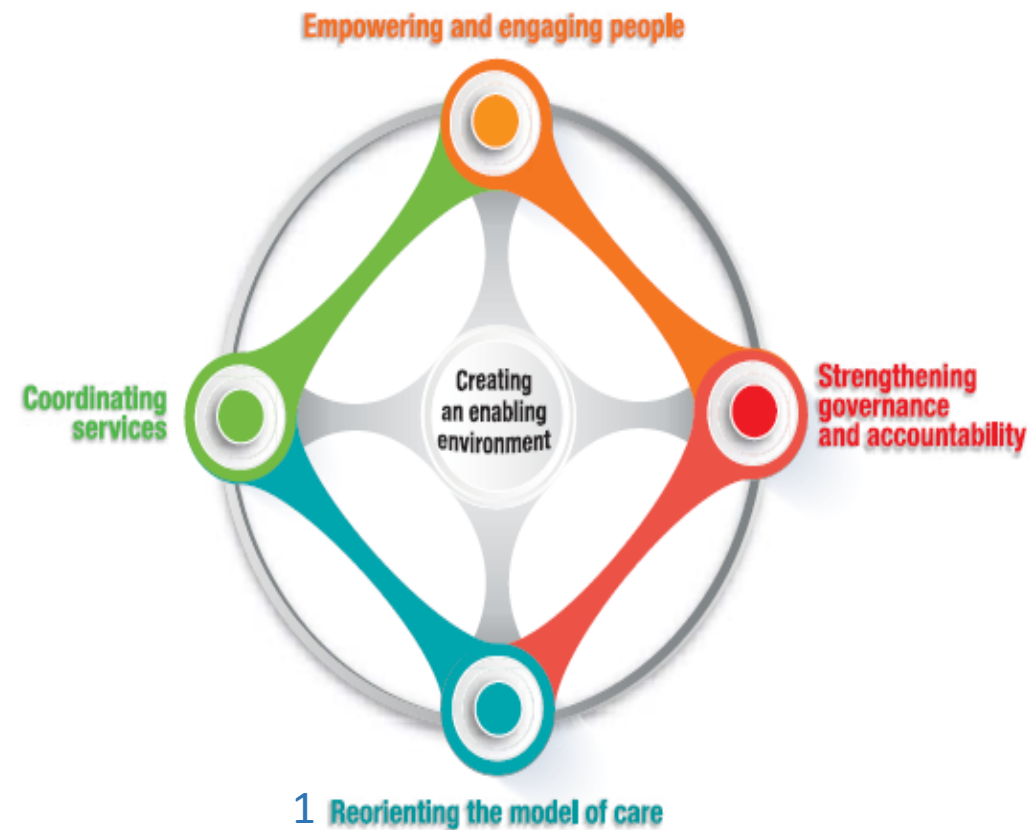 Empowering and engaging people
Coordinating
services
Creating
an enabling
environment
Strengthening
governance
and accountability
1 Reorienting the model of care